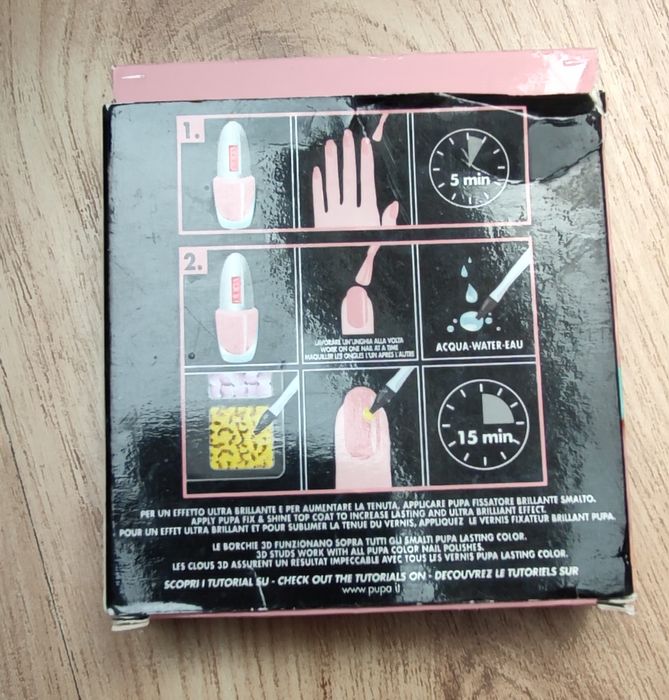 1.
PUPA
5 min
2.
PUPA
LAVORARE UN'UNGHIA ALLA VOLTA
WORK ON ONE NAIL AT A TIME
MAQUILLER LES ONGLES L'UN APRÈS L'AUTRE
ACQUA-WATER-EAU
15 min
PER UN EFFETTO ULTRA BRILLANTE E PER AUMENTARE LA TENUTA, APPLICARE PUPA FISSATORE BRILLANTE SMALTO.
APPLY PUPA FIX & SHINE TOP COAT TO INCREASE LASTING AND ULTRA BRILLIANT EFFECT.
POUR UN EFFET ULTRA BRILLANT ET POUR SUBLIMER LA TENUE DU VERNIS, APPLIQUEZ LE VERNIS FIXATEUR BRILLANT PUPA.
LE BORCHIE 3D FUNZIONANO SOPRA TUTTI GLI SMALTI PUPA LASTING COLOR.
3D STUDS WORK WITH ALL PUPA COLOR NAIL POLISHES.
LES CLOUS 3D ASSURENT UN RESULTAT IMPECCABLE AVEC TOUS LES VERNIS PUPA LASTING COLOR.
SCOPRI I TUTORIAL SU - CHECK OUT THE TUTORIALS ON - DECOUVREZ LE TUTORIELS SUR
www.pupa.it